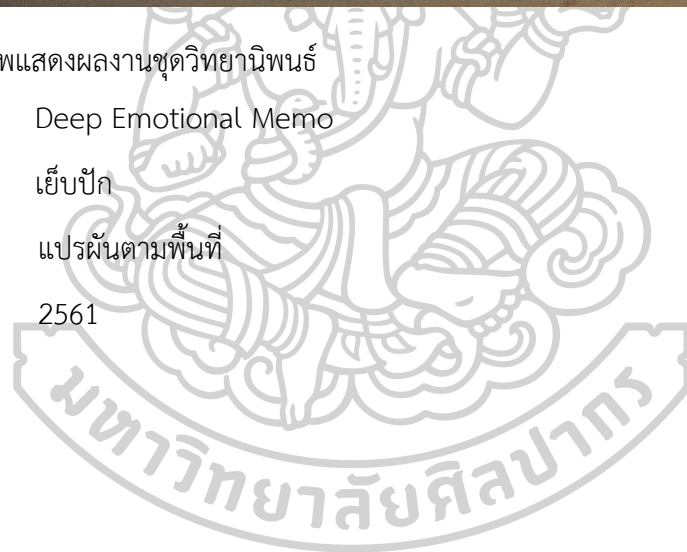 พแสดงผลงานชุดวิทยานิพนธ์
Deep Emotional Memo
เย็บปัก
แปรผันตามพื้นที่
2561
มหาวิทยาลัยศิลปากร